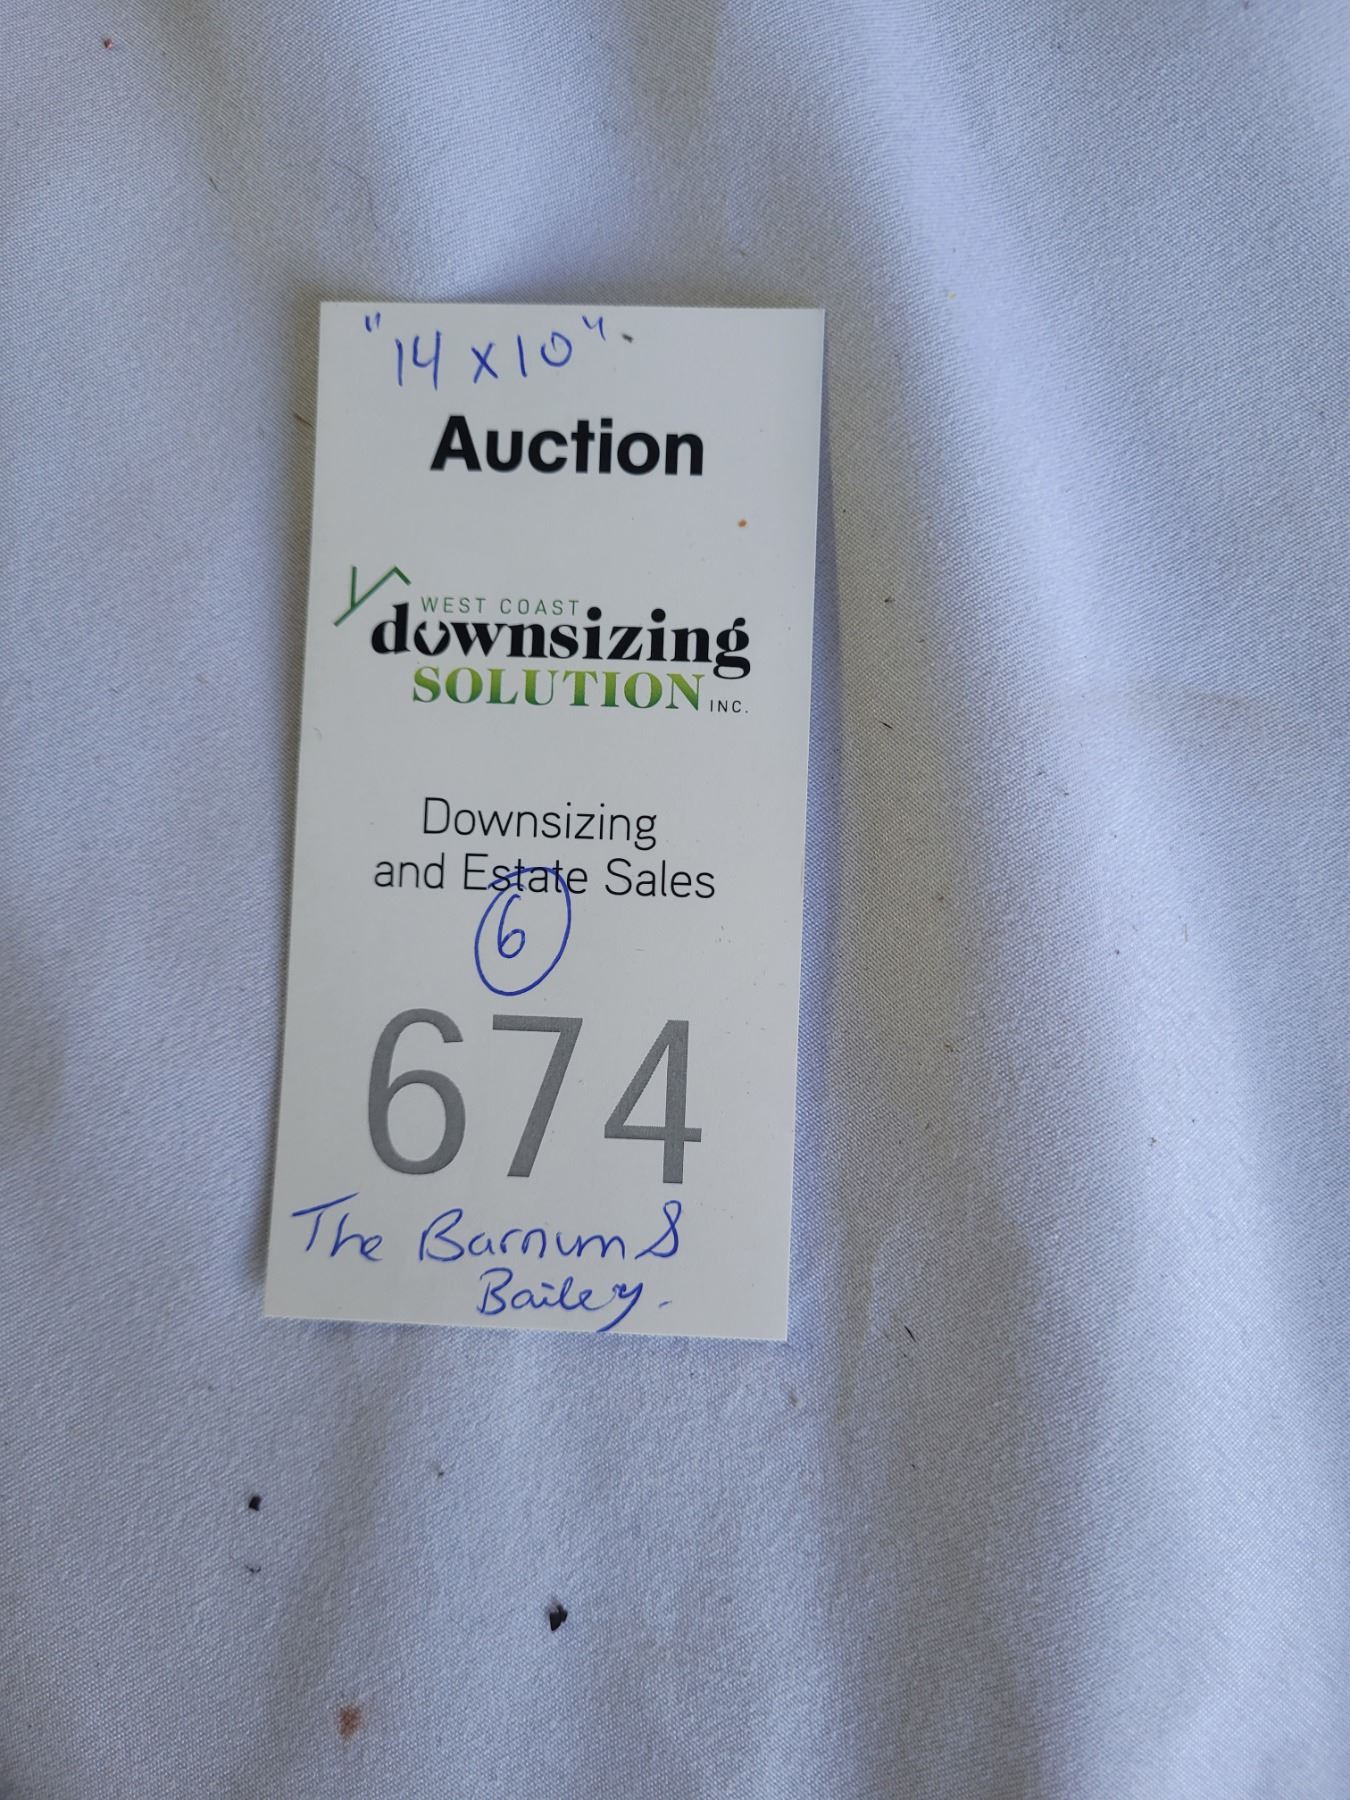 "14 x 10".
Auction
WEST COAST
downsizing
SOLUTION INC.
Downsizing
and Estate Sales
6
674
The Barnum &
Bailey.